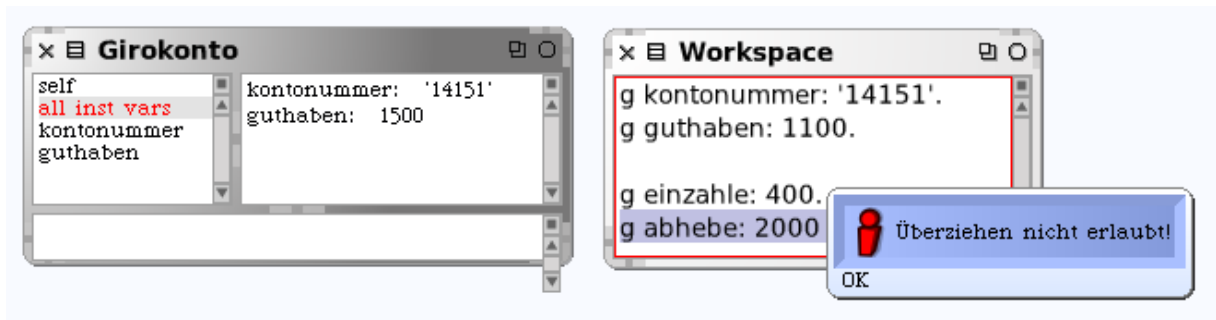 Girokonto
self
all inst vars
kontonummer
guthaben
kontonummer: '14151'
guthaben: 1500
Workspace
g kontonummer: '14151'.
g guthaben: 1100.
g einzahle: 400.
g abhebe: 2000
Überziehen nicht erlaubt!
OK